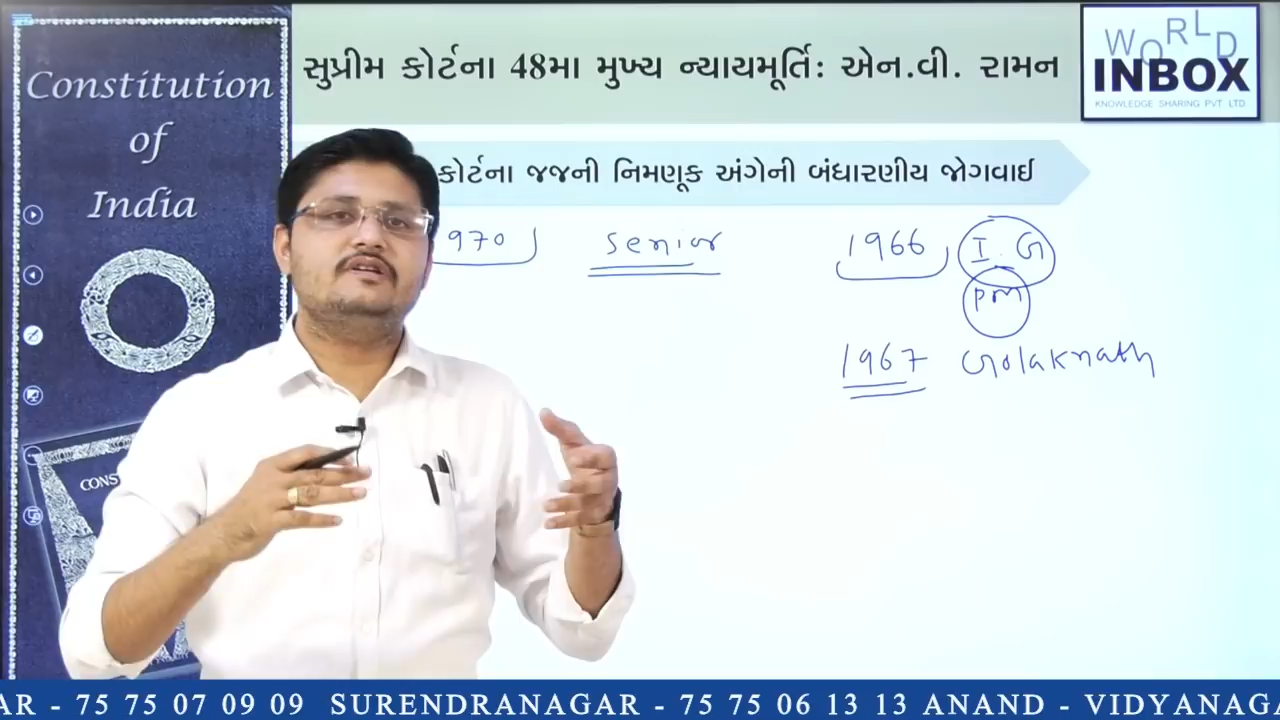 Constitution
of
India
સુપ્રીમ કોર્ટના 48મા મુખ્ય ન્યાયમૂર્તિઃ એન.વી. રામન
WORLD
INBOX
KNOWLEDGE SHARING PVT LTD
કોર્ટના જજની નિમણૂક અંગેની બંધારણીય જોગવાઈ
970 senior 1966 I.G
PM
1967 Golaknath
CONS
AR - 75 75 07 09 09 SURENDRANAGAR - 75 75 06 13 13 ANAND - VIDYANAGA